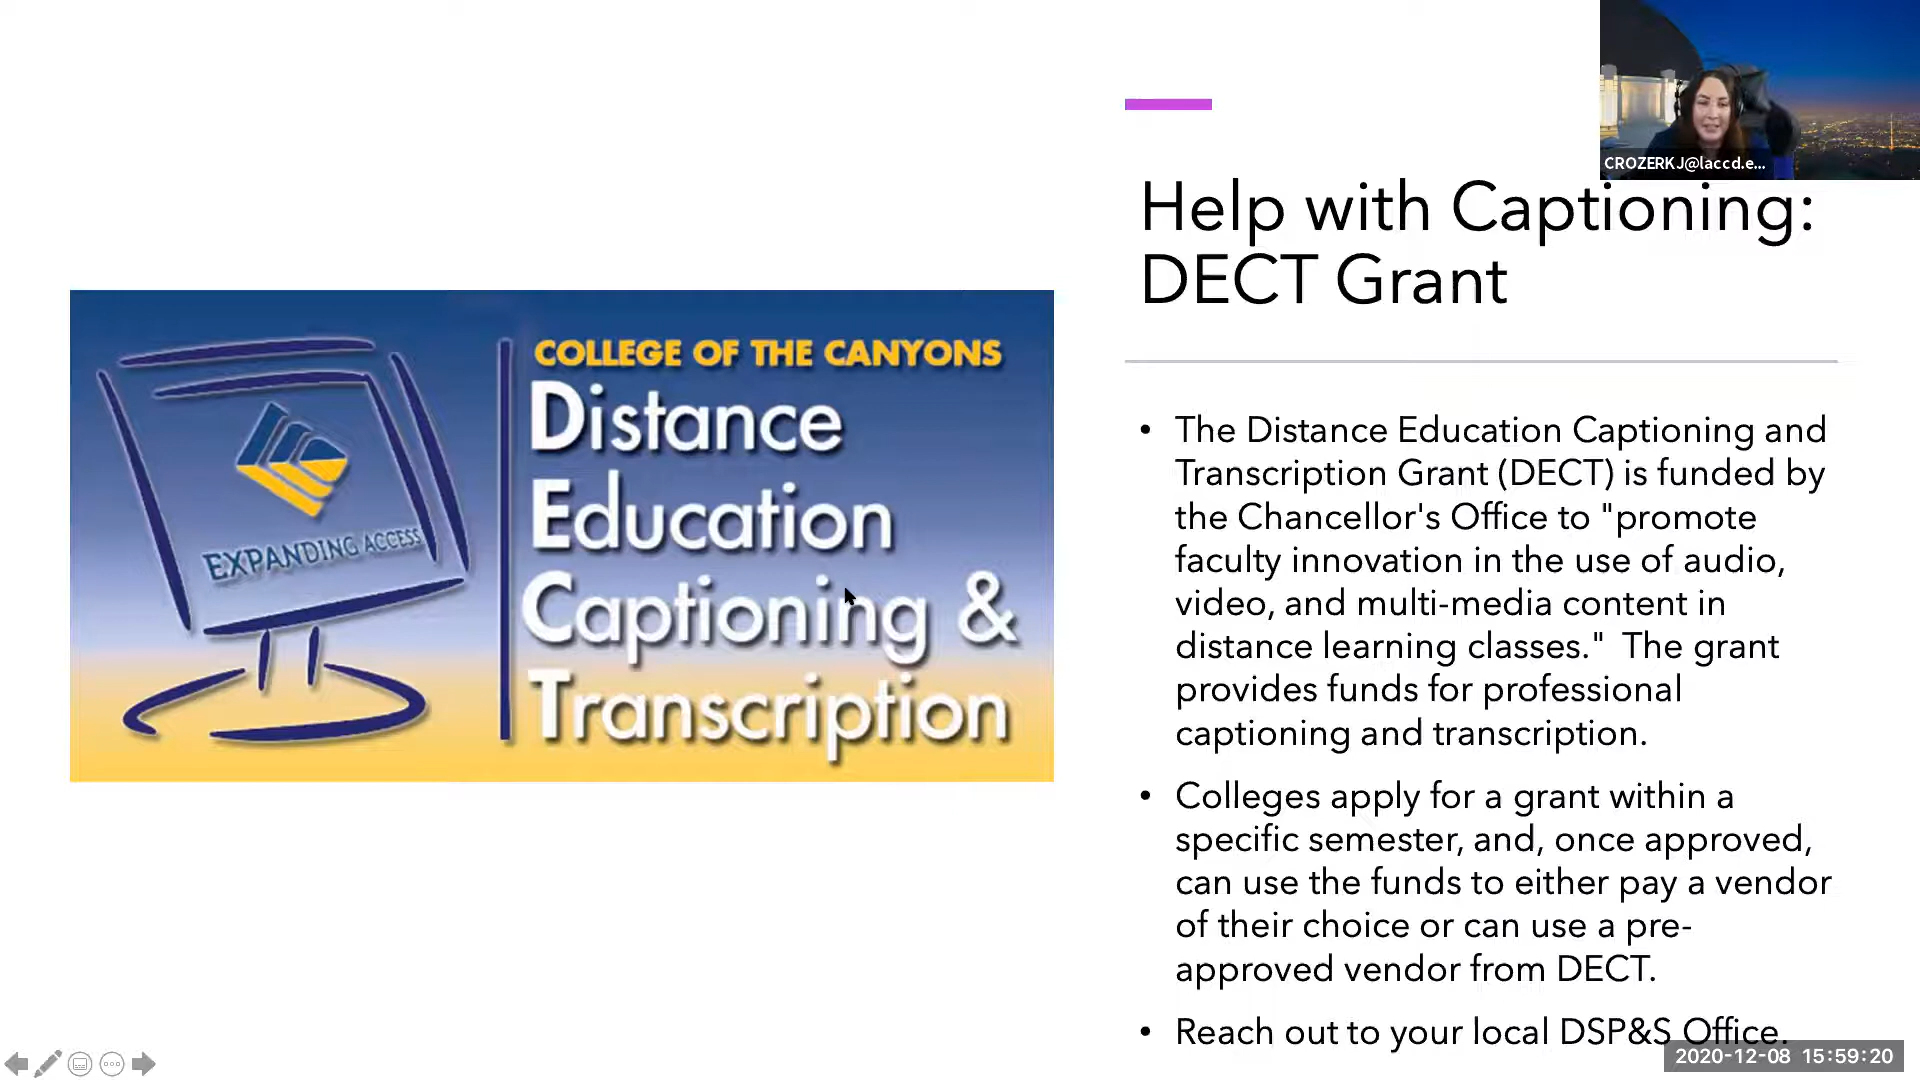 CROZERKJ@laccd.e...
Help with Captioning:
DECT Grant
COLLEGE OF THE CANYONS
Distance
Education
Captioning &
Transcription
EXPANDING ACCESS
• The Distance Education Captioning and
Transcription Grant (DECT) is funded by
the Chancellor's Office to "promote
faculty innovation in the use of audio,
video, and multi-media content in
distance learning classes."  The grant
provides funds for professional
captioning and transcription.
• Colleges apply for a grant within a
specific semester, and, once approved,
can use the funds to either pay a vendor
of their choice or can use a pre-
approved vendor from DECT.
• Reach out to your local DSP&S Office.
2020-12-08 15:59:20